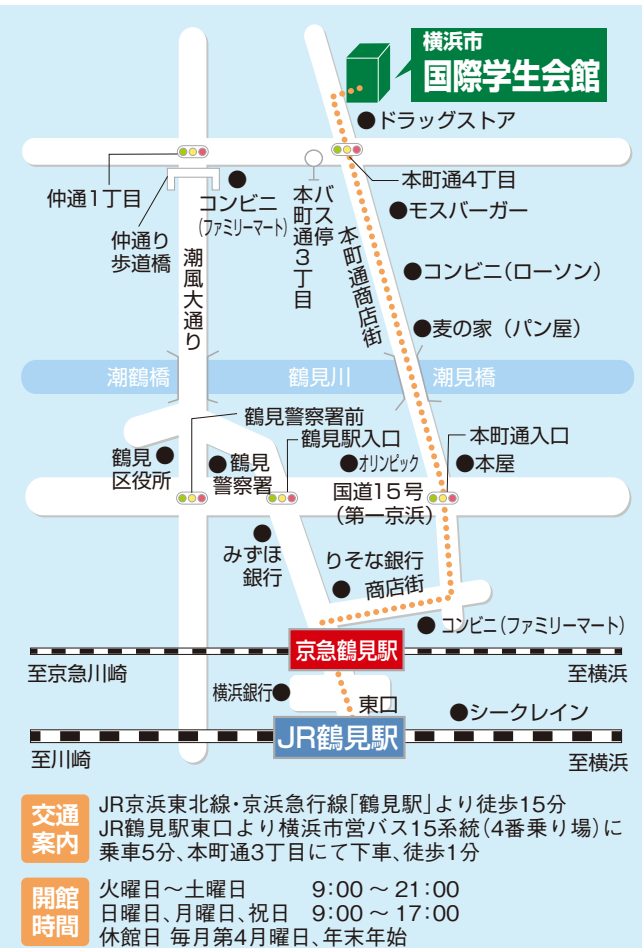 横浜市
国際学生会館
ドラッグストア
仲通1丁目
コンビニ
(ファミリーマート)
バス停
本町通3丁目
本町通4丁目
モスバーガー
仲通り
歩道橋
潮風大通り
本町通商店街
コンビニ(ローソン)
麦の家(パン屋)
潮鶴橋
鶴見川
潮見橋
鶴見警察署前
鶴見駅入口
本町通入口
鶴見
区役所
鶴見
警察署
オリンピック
本屋
国道15号
(第一京浜)
みずほ
銀行
りそな銀行
商店街
コンビニ(ファミリーマート)
京急鶴見駅
至京急川崎
至横浜
横浜銀行
東口
シークレイン
JR鶴見駅
至川崎
至横浜
交通
案内
JR京浜東北線・京浜急行線「鶴見駅」より徒歩15分
JR鶴見駅東口より横浜市営バス15系統(4番乗り場)に
乗車5分、本町通3丁目にて下車、徒歩1分
開館
時間
火曜日～土曜日 9:00～21:00
日曜日、月曜日、祝日 9:00～17:00
休館日 毎月第4月曜日、年末年始